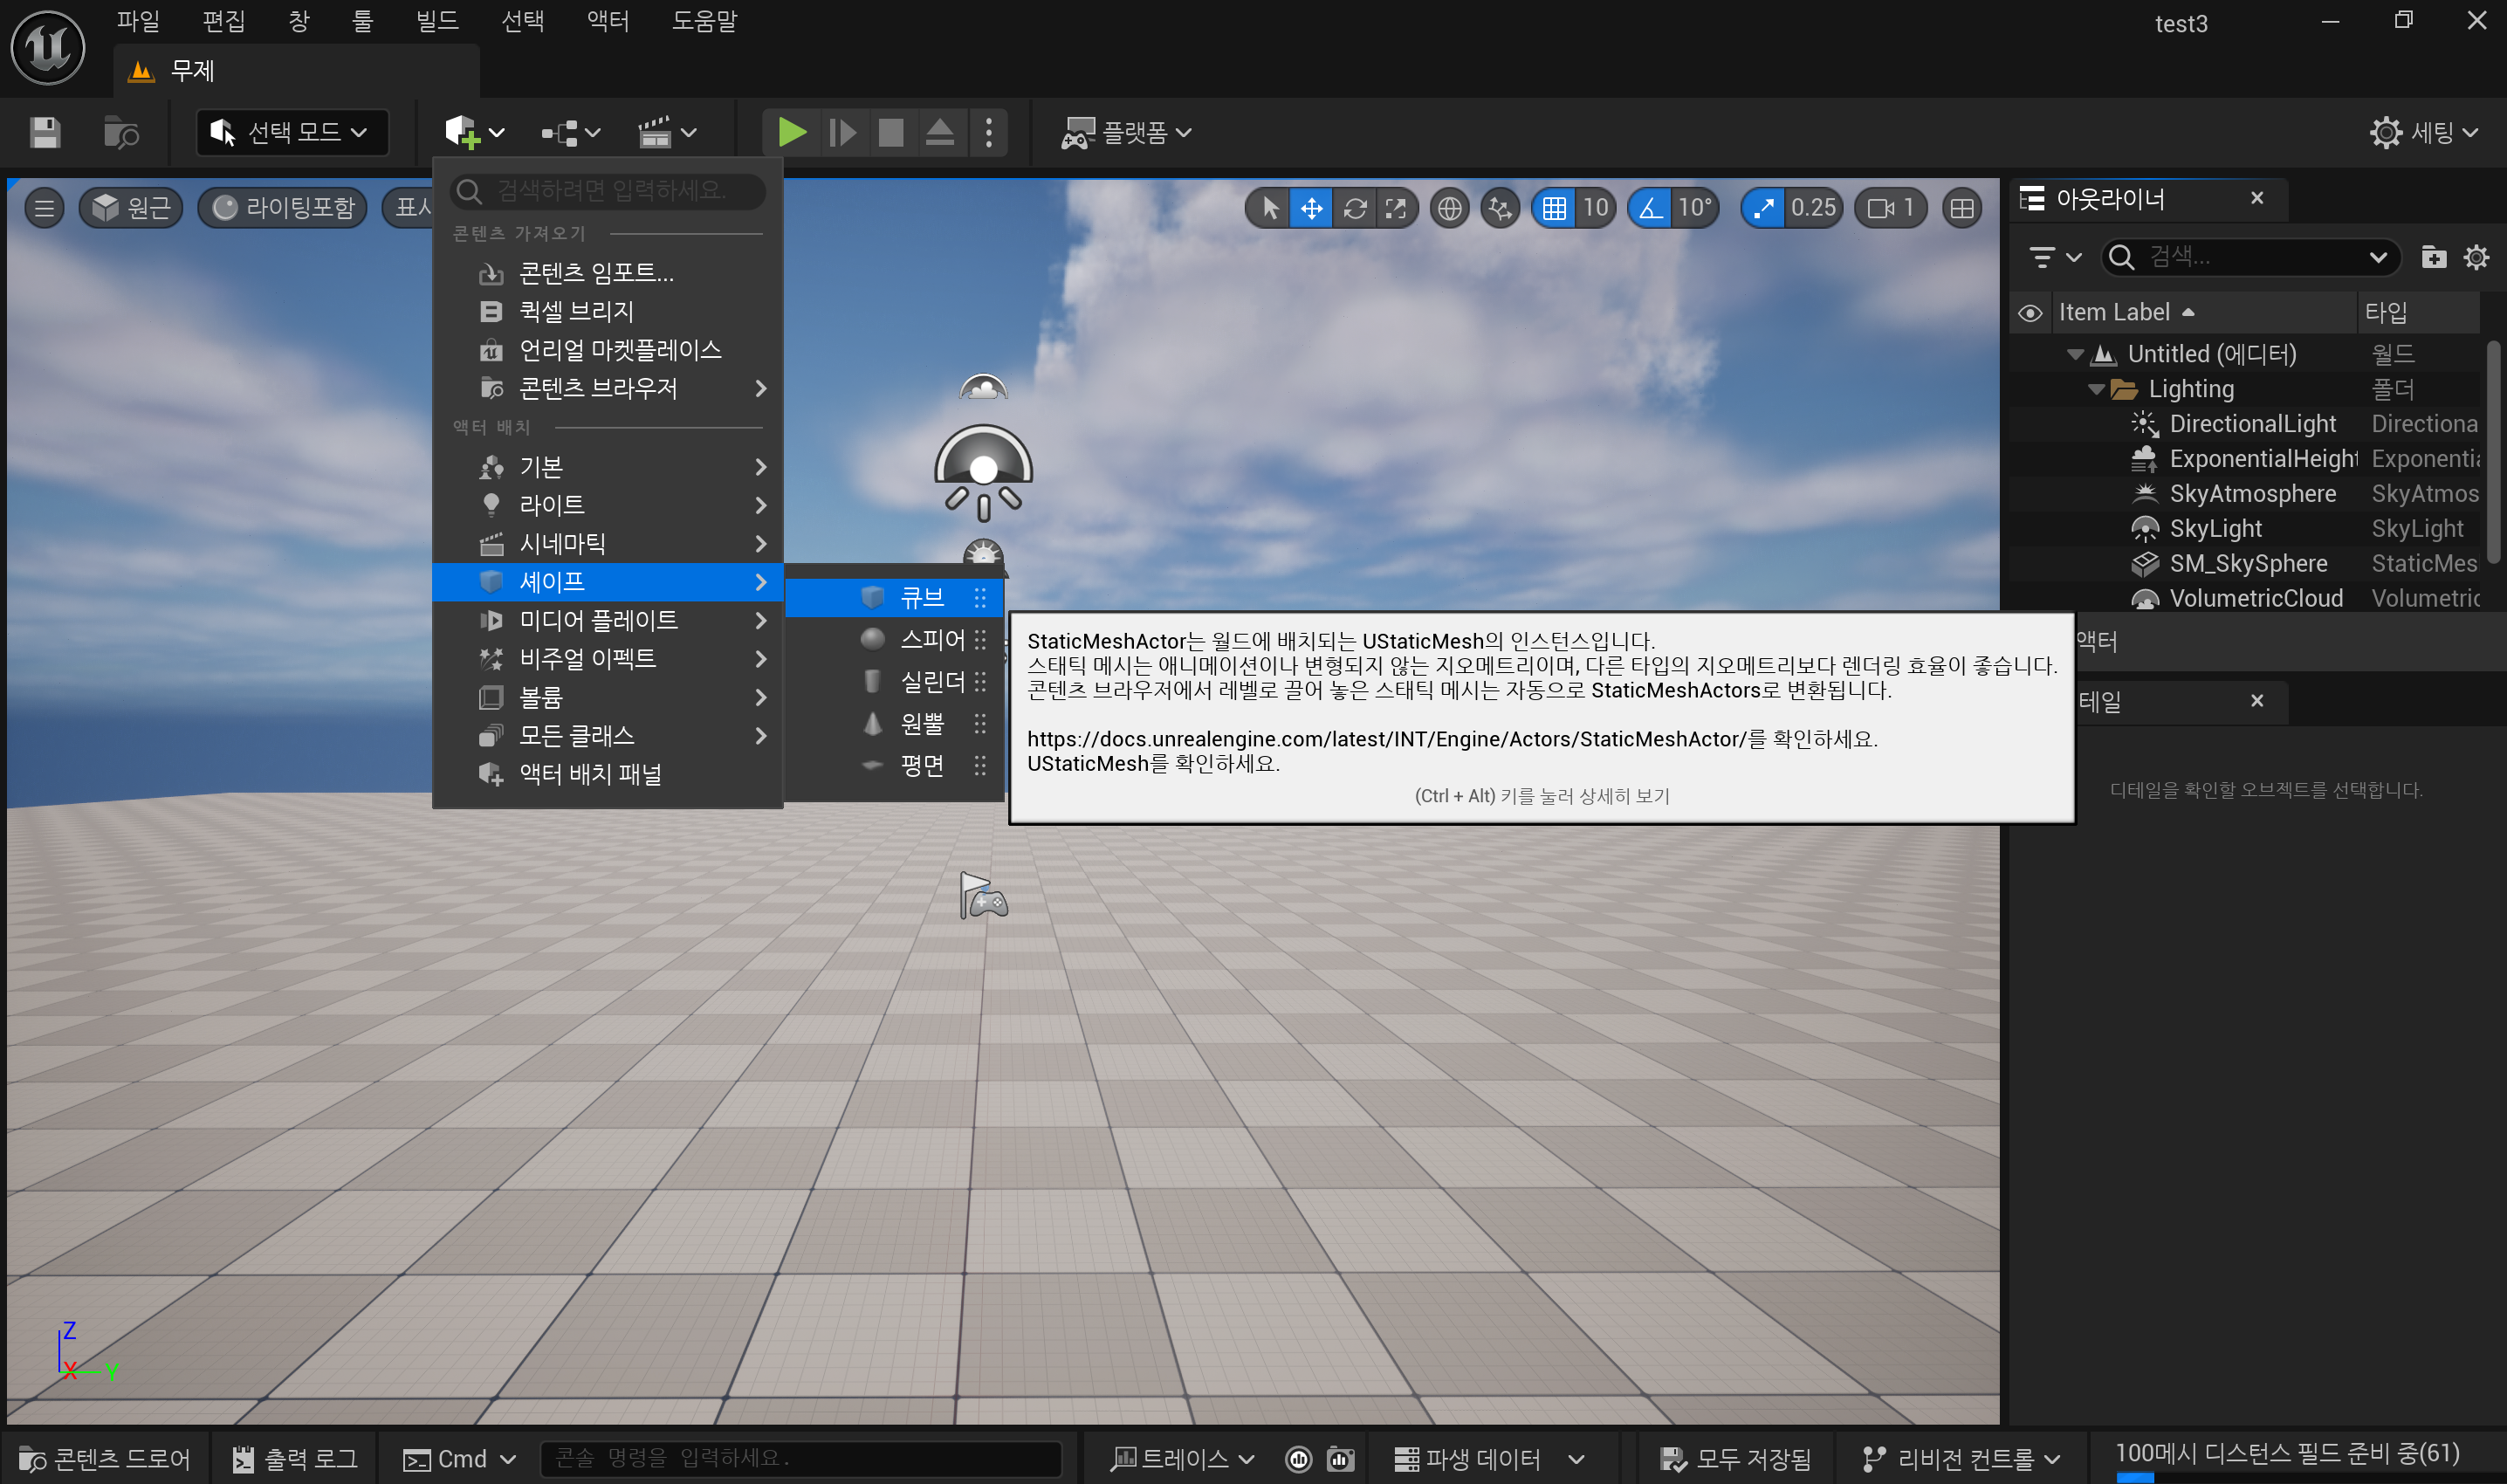 파일 편집 창 툴 빌드 선택 액터 도움말
test3
무제
선택 모드
플랫폼
세팅
원근
라이팅포함
표시
10
10°
0.25
1
검색하려면 입력하세요.
콘텐츠 가져오기
콘텐츠 임포트...
퀵셀 브리지
언리얼 마켓플레이스
콘텐츠 브라우저
액터 배치
기본
라이트
시네마틱
셰이프
미디어 플레이트
비주얼 이펙트
볼륨
모든 클래스
액터 배치 패널
큐브
스피어
실린더
원뿔
평면
StaticMeshActor는 월드에 배치되는 UStaticMesh의 인스턴스입니다.
스태틱 메시는 애니메이션이나 변형되지 않는 지오메트리이며, 다른 타입의 지오메트리보다 렌더링 효율이 좋습니다.
콘텐츠 브라우저에서 레벨로 끌어 놓은 스태틱 메시는 자동으로 StaticMeshActors로 변환됩니다.
https://docs.unrealengine.com/latest/INT/Engine/Actors/StaticMeshActor/를 확인하세요.
UStaticMesh를 확인하세요.
(Ctrl + Alt) 키를 눌러 상세히 보기
아웃라이너
검색...
Item Label 타입
Untitled (에디터) 월드
Lighting 폴더
DirectionalLight Directiona
ExponentialHeight Exponentia
SkyAtmosphere SkyAtmos
SkyLight SkyLight
SM_SkySphere StaticMes
VolumetricCloud Volumetric
액터
테일
디테일을 확인할 오브젝트를 선택합니다.
Z
X Y
콘텐츠 드로어
출력 로그
Cmd
콘솔 명령을 입력하세요.
트레이스
파생 데이터
모두 저장됨
리비전 컨트롤
100메시 디스턴스 필드 준비 중(61)